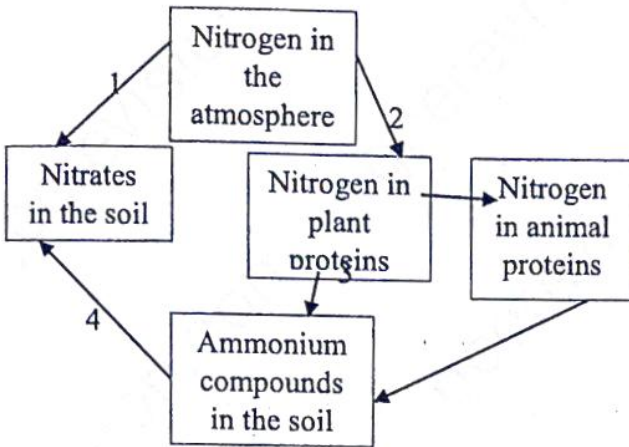 Nitrogen in
the
atmosphere
1
2
Nitrates
in the soil
Nitrogen in
plant
proteins
Nitrogen
in animal
proteins
3
4
Ammonium
compounds
in the soil